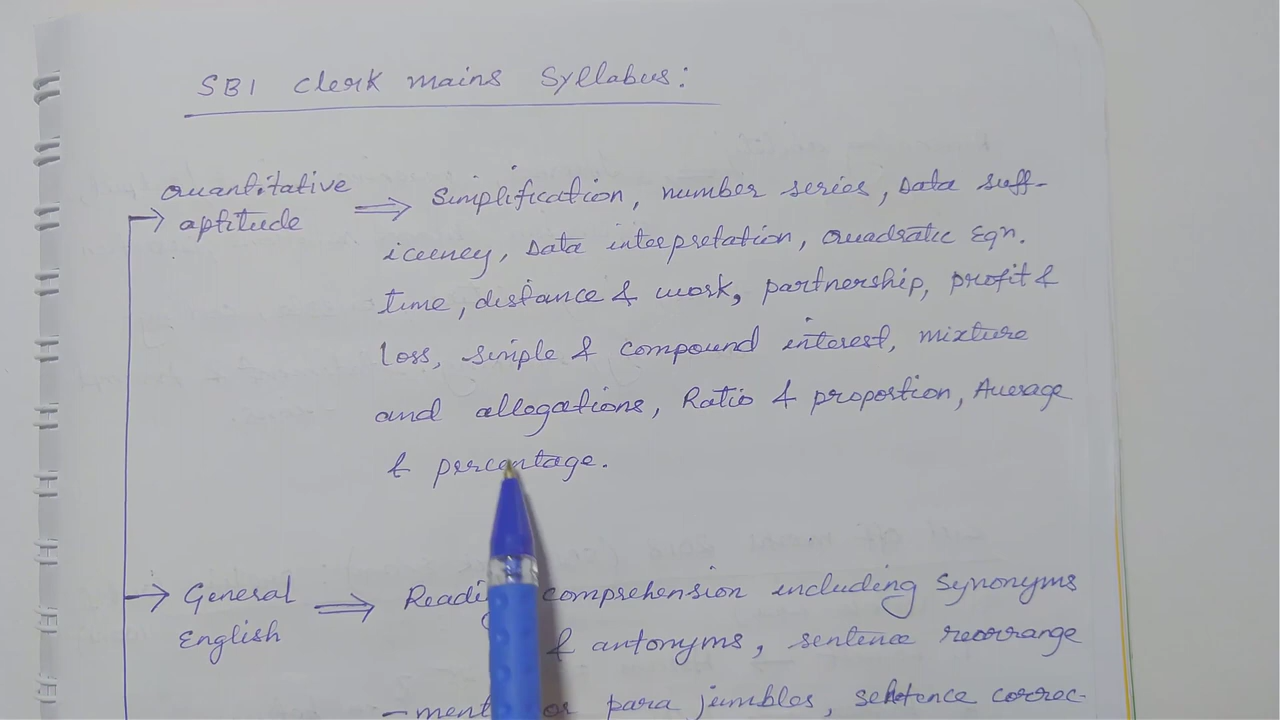 SBI Clerk mains Syllabus:
Quantitative
aptitude ⇒ Simplification, number series, Data suff-
iciency, Data interpretation, Quadratic Eqn.
time, distance & work, partnership, profit &
loss, simple & compound interest, mixture
and allogations, Ratio & proportion, Average
& percentage.
General
English ⇒ Reading comprehension including Synonyms
& antonyms, sentence rearrange
-ment or para jumbles, sentence correc-